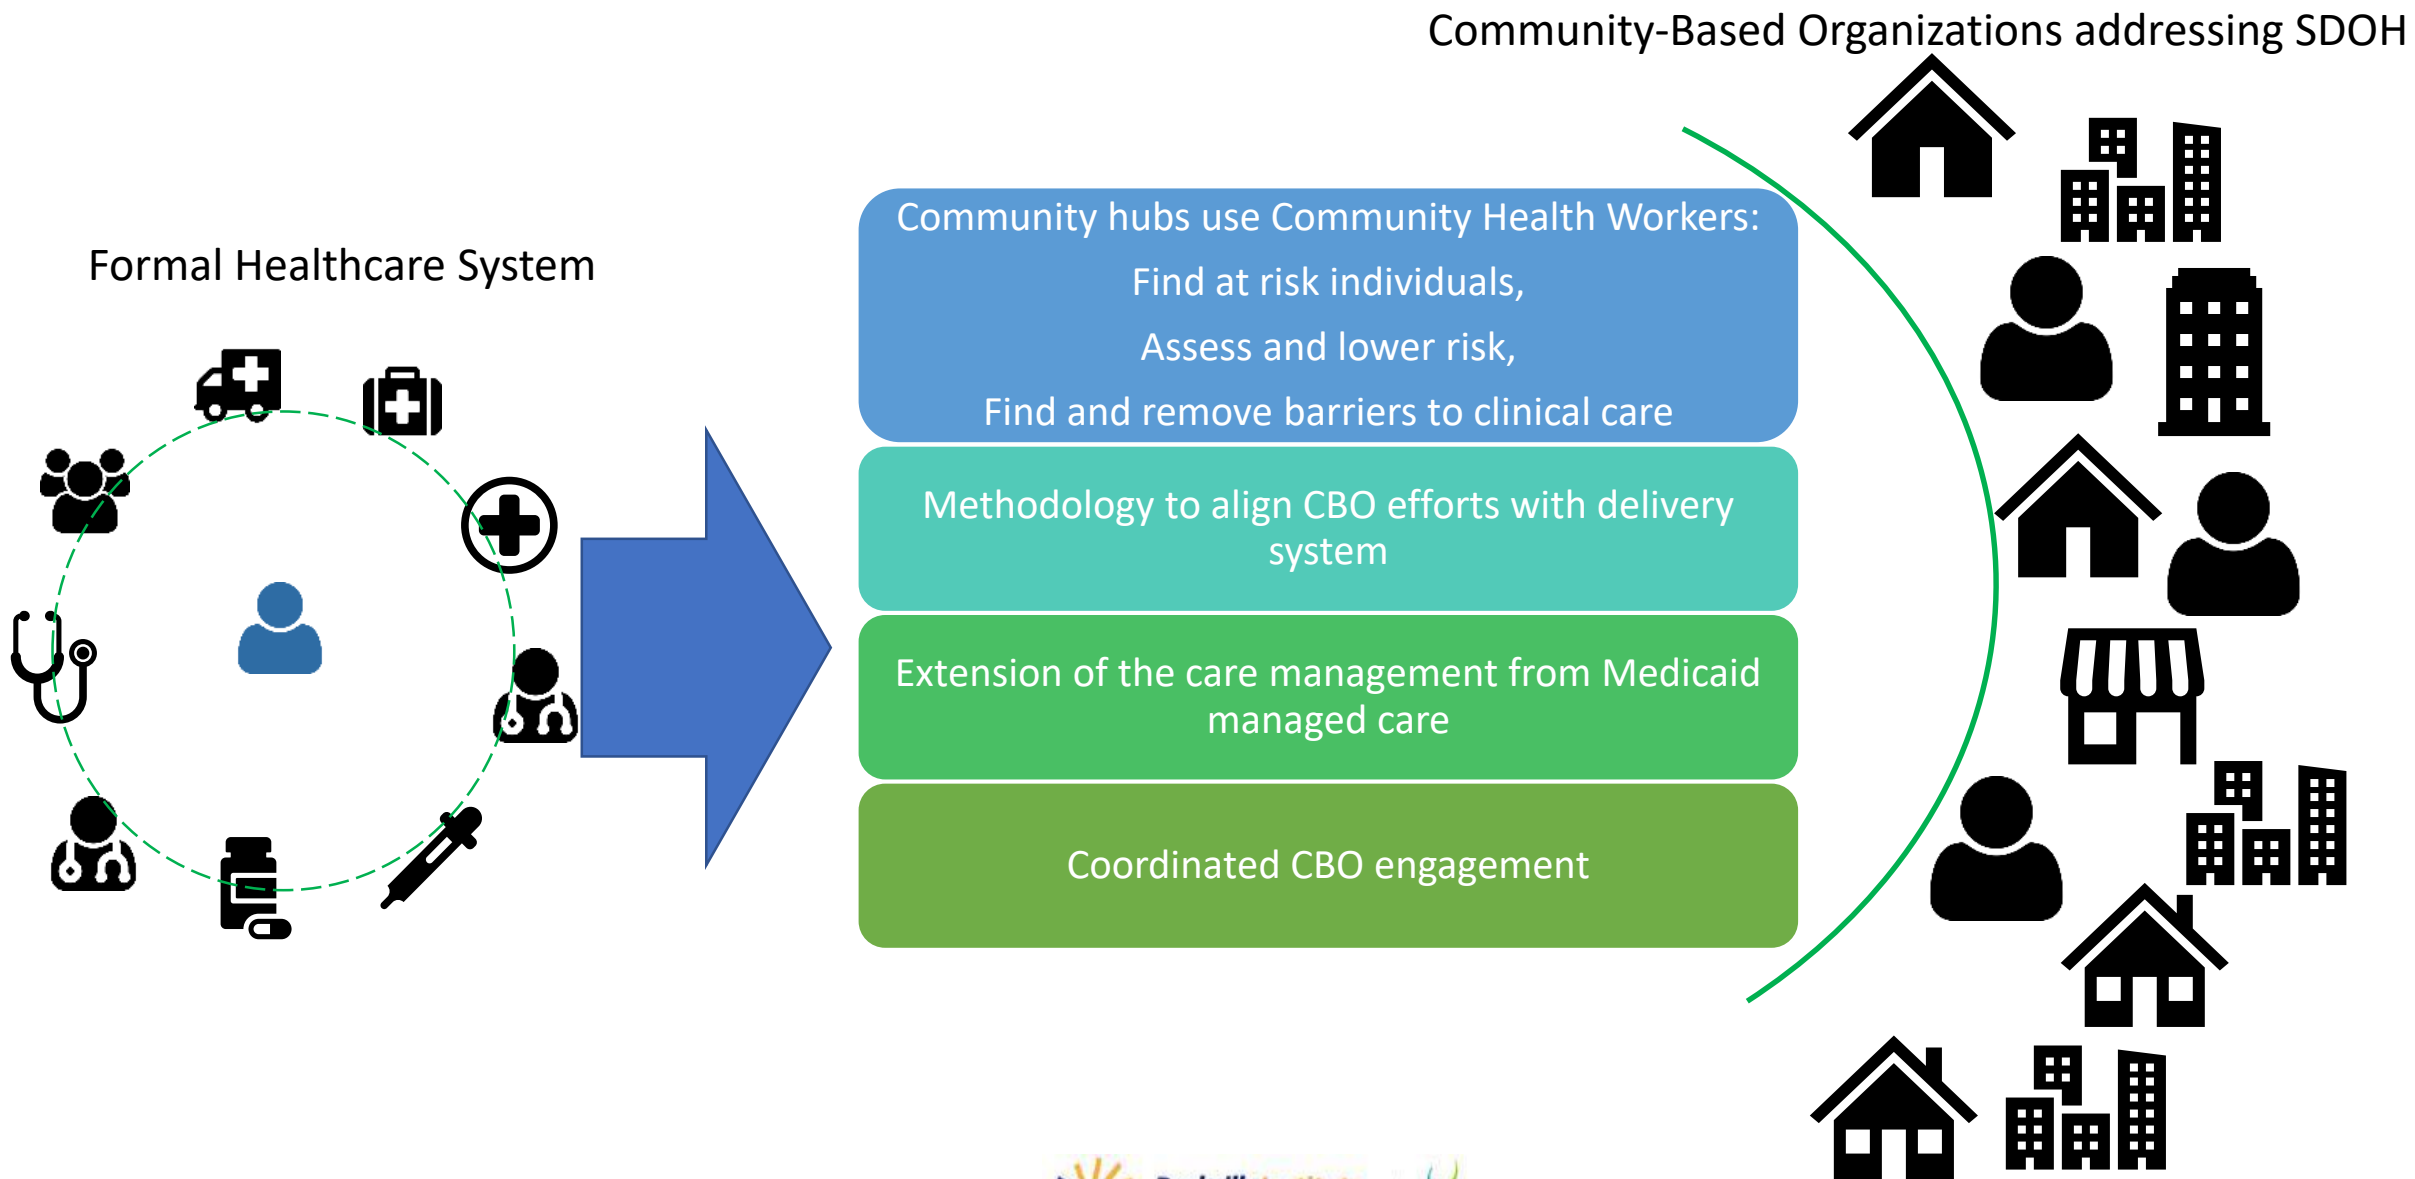 Community-Based Organizations addressing SDOH
Formal Healthcare System
Community hubs use Community Health Workers:
Find at risk individuals,
Assess and lower risk,
Find and remove barriers to clinical care
Methodology to align CBO efforts with delivery
system
Extension of the care management from Medicaid
managed care
Coordinated CBO engagement